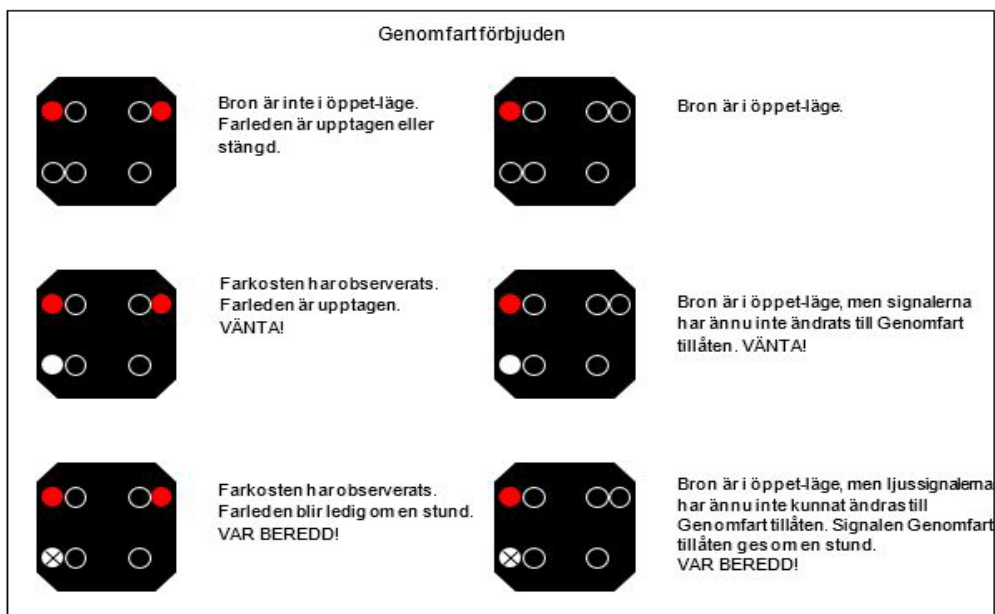 Genomfart förbjuden
Bron är inte i öppet-läge.
Farleden är upptagen eller
stängd.
Bron är i öppet-läge.
Farkosten har observerats.
Farleden är upptagen.
VÄNTA!
Bron är i öppet-läge, men signalerna
har ännu inte ändrats till Genomfart
tillåten. VÄNTA!
Farkosten har observerats.
Farleden blir ledig om en stund.
VAR BEREDD!
Bron är i öppet-läge, men ljussignalerna
har ännu inte kunnat ändras till
Genomfart tillåten. Signalen Genomfart
tillåten ges om en stund.
VAR BEREDD!